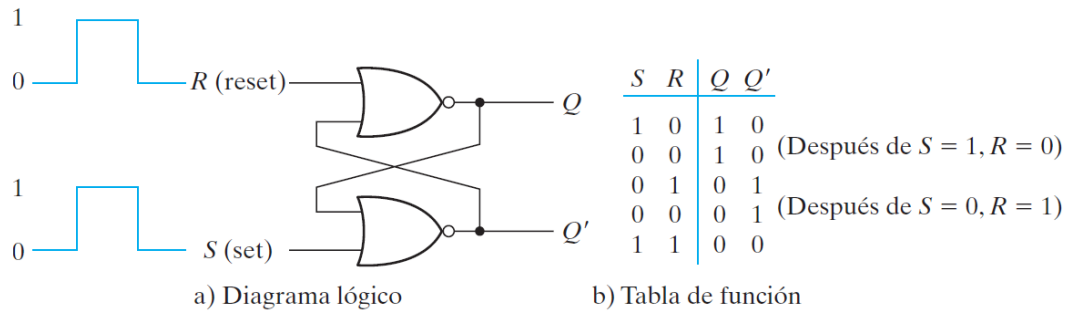 1
0
R (reset)
Q
1
0
S (set)
Q'
a) Diagrama lógico
S R Q Q'
1 0 1 0
0 0 1 0 (Después de S = 1, R = 0)
0 1 0 1
0 0 0 1 (Después de S = 0, R = 1)
1 1 0 0
b) Tabla de función